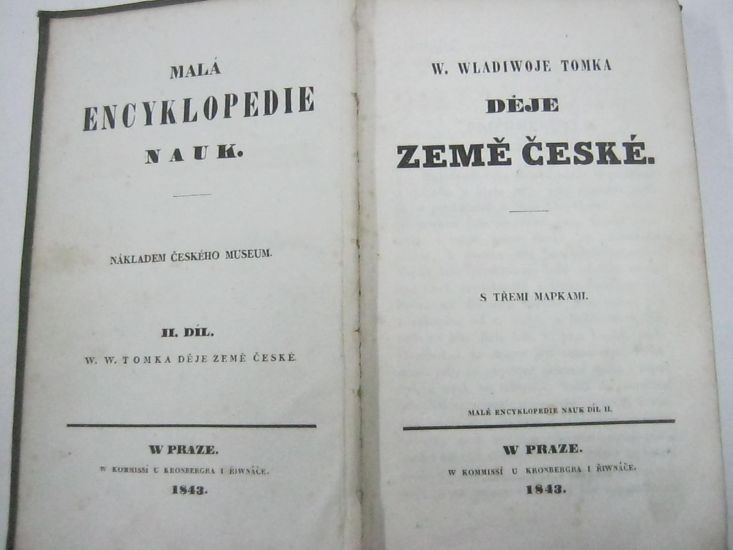 MALÁ
ENCYKLOPEDIE
NAUK.
NÁKLADEM ČESKÉHO MUSEUM.
II. DÍL.
W. W. TOMKA DĚJE ZEMĚ ČESKÉ.
W PRAZE.
W KOMMISSÍ U KRONBERGRA I ŘIWNÁČE.
1843.
W. WLADIWOJE TOMKA
DĚJE
ZEMĚ ČESKÉ.
S TŘEMI MAPKAMI.
MALÉ ENCYKLOPEDIE NAUK DÍL II.
W PRAZE.
W KOMMISSÍ U KRONBERGRA I ŘIWNÁČE.
1843.